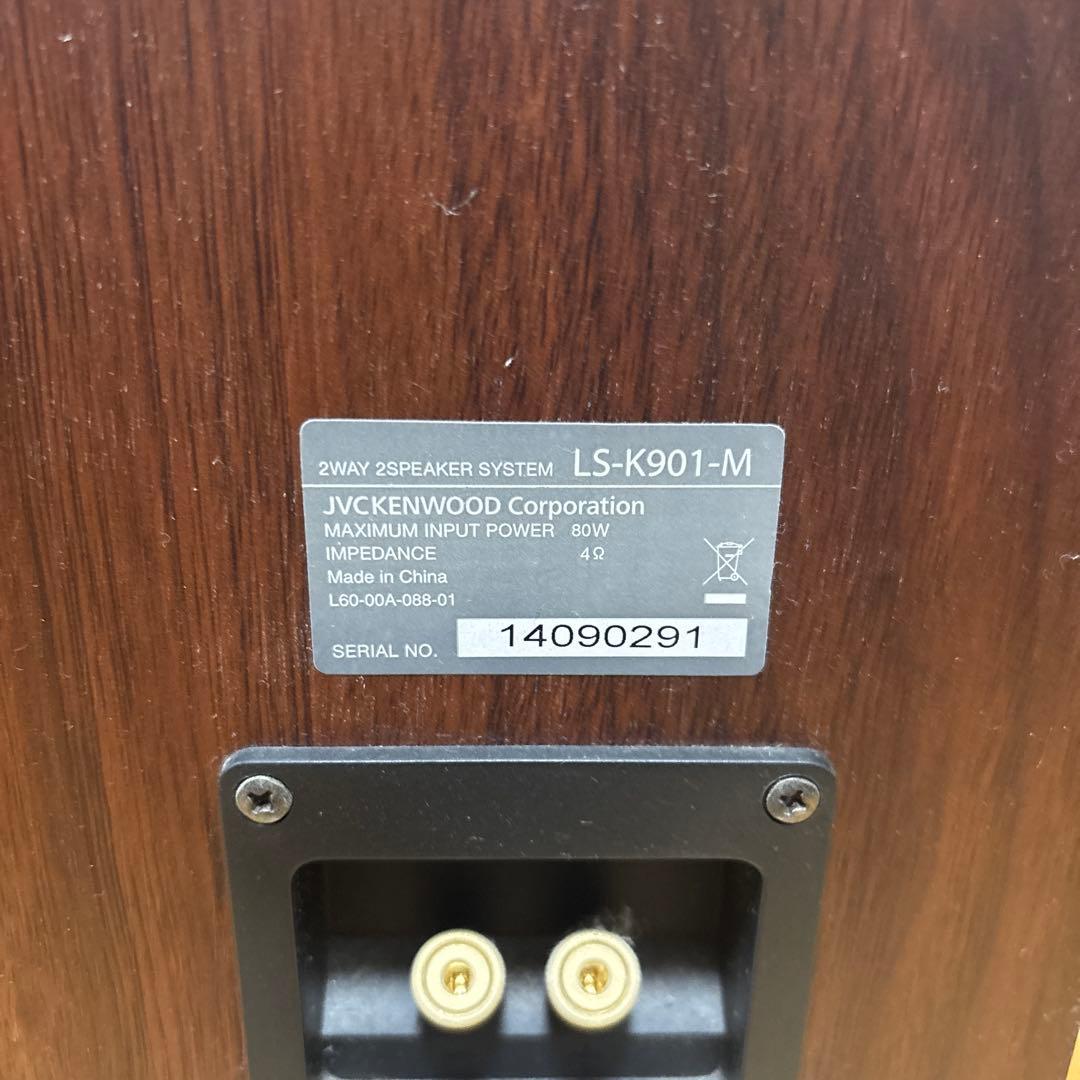 2WAY 2SPEAKER SYSTEM LS-K901-M
JVCKENWOOD Corporation
MAXIMUM INPUT POWER 80W
IMPEDANCE 4Ω
Made in China
L60-00A-088-01
SERIAL NO. 14090291